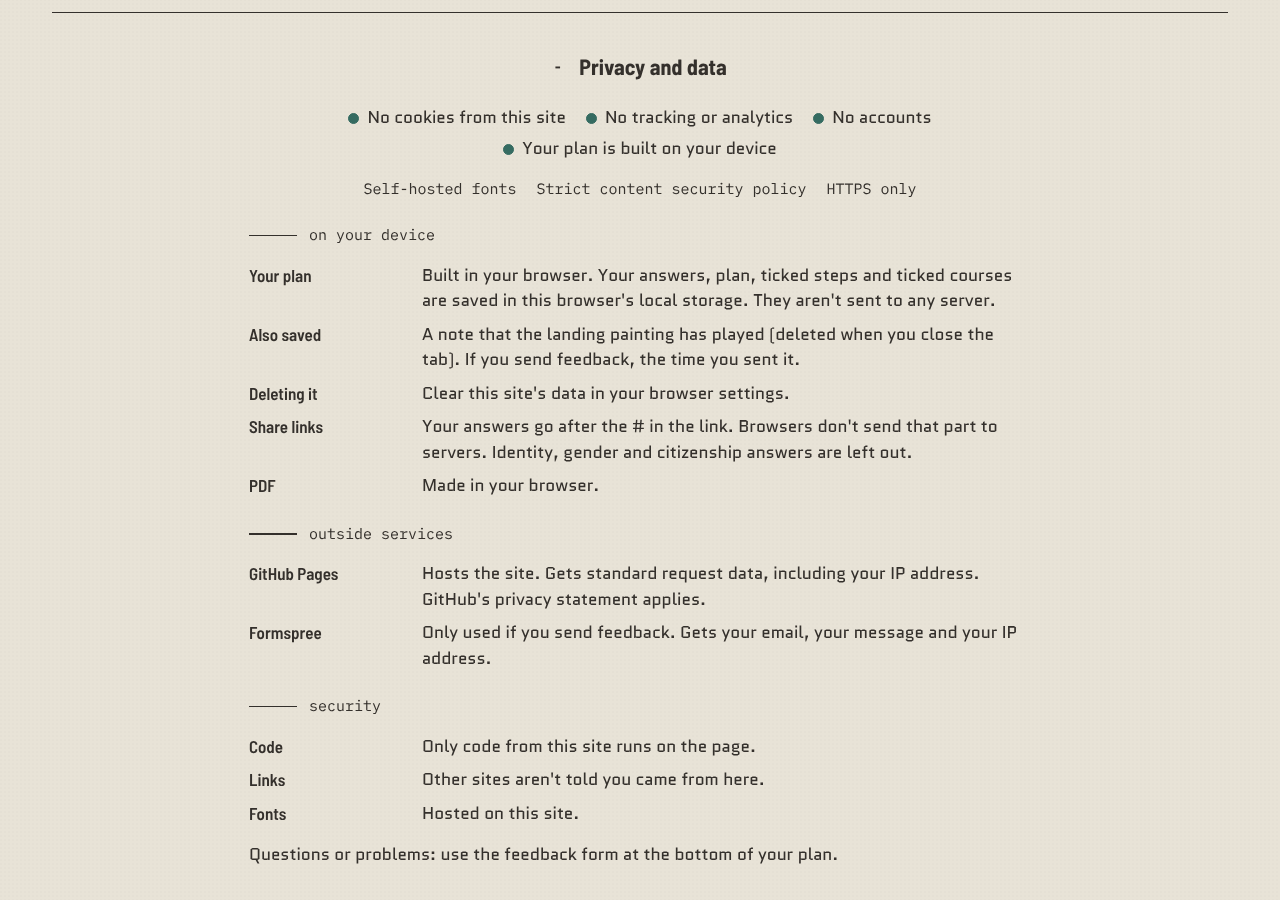 - Privacy and data
No cookies from this site No tracking or analytics No accounts
Your plan is built on your device
Self-hosted fonts Strict content security policy HTTPS only
on your device
Your plan Built in your browser. Your answers, plan, ticked steps and ticked courses
are saved in this browser's local storage. They aren't sent to any server.
Also saved A note that the landing painting has played (deleted when you close the
tab). If you send feedback, the time you sent it.
Deleting it Clear this site's data in your browser settings.
Share links Your answers go after the # in the link. Browsers don't send that part to
servers. Identity, gender and citizenship answers are left out.
PDF Made in your browser.
outside services
GitHub Pages Hosts the site. Gets standard request data, including your IP address.
GitHub's privacy statement applies.
Formspree Only used if you send feedback. Gets your email, your message and your IP
address.
security
Code Only code from this site runs on the page.
Links Other sites aren't told you came from here.
Fonts Hosted on this site.
Questions or problems: use the feedback form at the bottom of your plan.